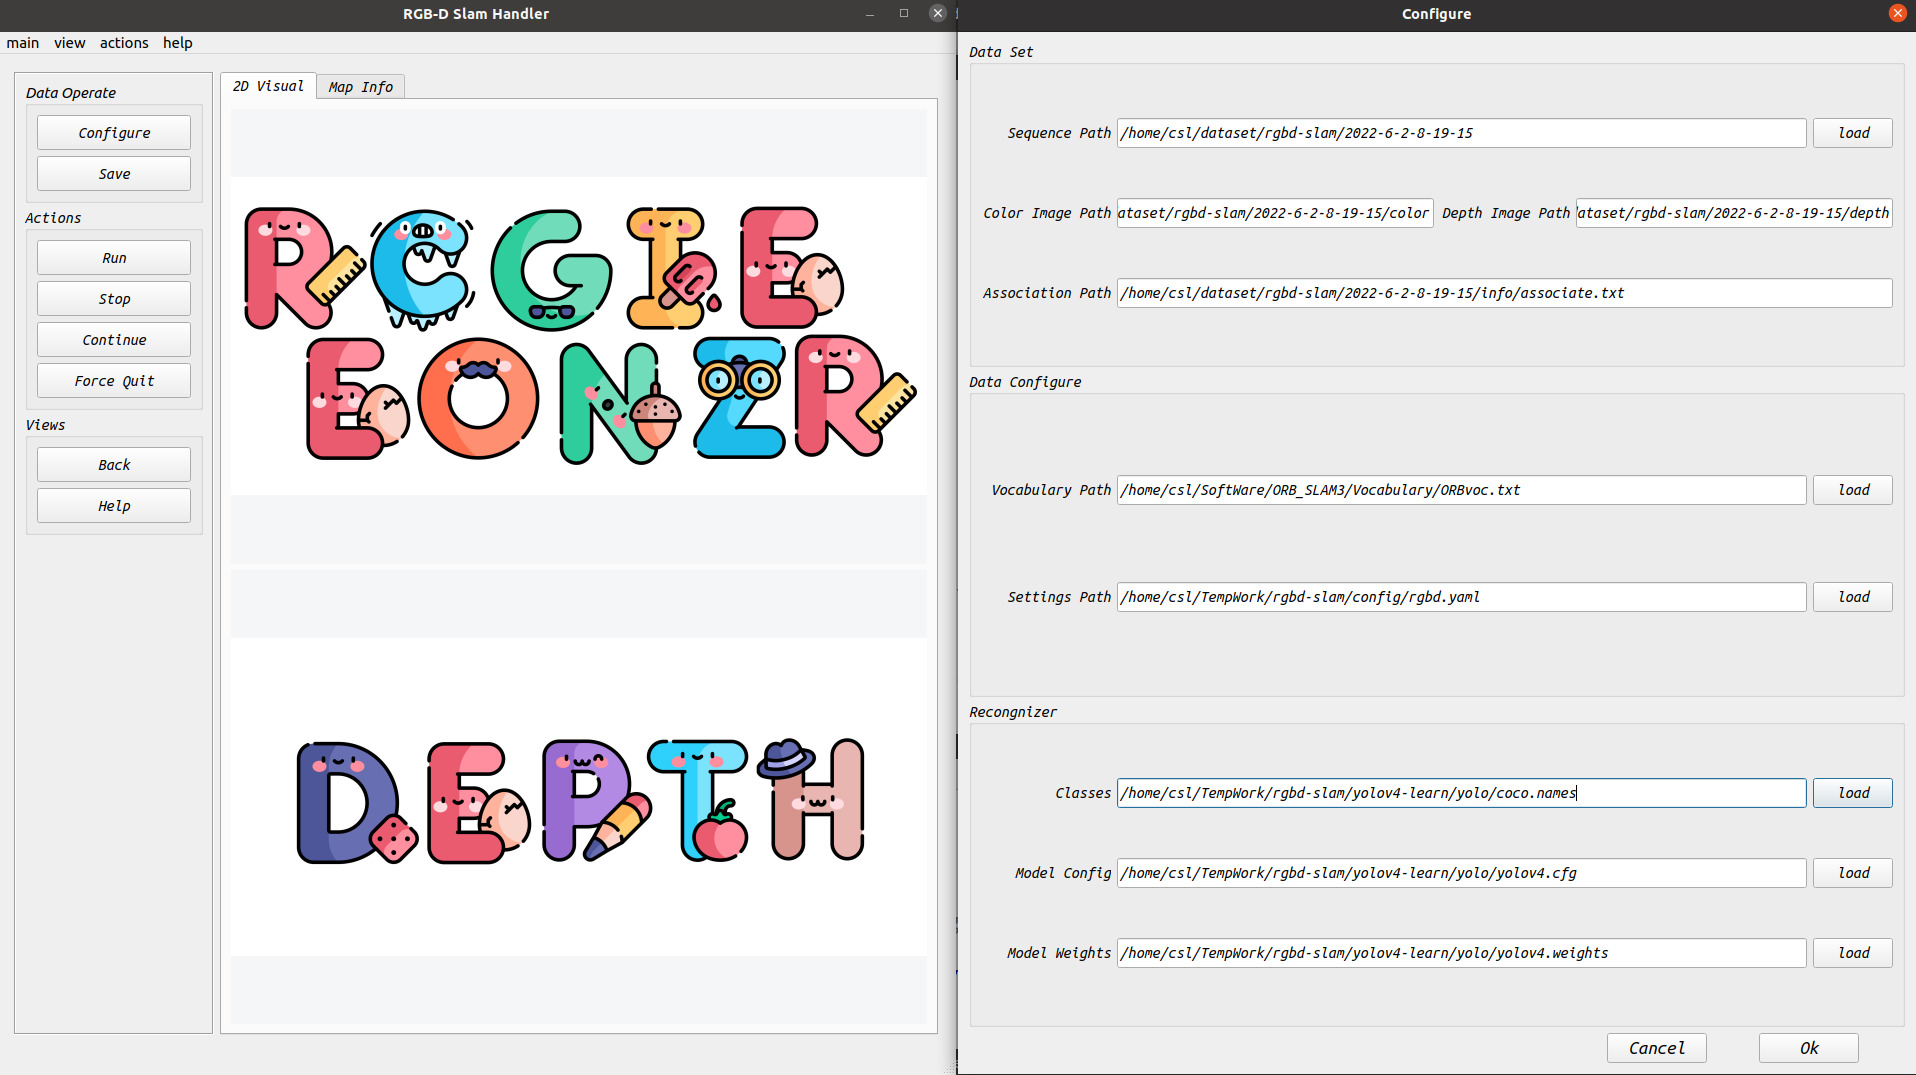 RGB-D Slam Handler
main view actions help
Data Operate
Configure
Save
Actions
Run
Stop
Continue
Force Quit
Views
Back
Help
2D Visual
Map Info
RCGIE
EONZR
DEPTH
Configure
Data Set
Sequence Path /home/csl/dataset/rgbd-slam/2022-6-2-8-19-15 load
Color Image Path ataset/rgbd-slam/2022-6-2-8-19-15/color Depth Image Path ataset/rgbd-slam/2022-6-2-8-19-15/depth
Association Path /home/csl/dataset/rgbd-slam/2022-6-2-8-19-15/info/associate.txt
Data Configure
Vocabulary Path /home/csl/SoftWare/ORB_SLAM3/Vocabulary/ORBvoc.txt load
Settings Path /home/csl/TempWork/rgbd-slam/config/rgbd.yaml load
Recongnizer
Classes /home/csl/TempWork/rgbd-slam/yolov4-learn/yolo/coco.names load
Model Config /home/csl/TempWork/rgbd-slam/yolov4-learn/yolo/yolov4.cfg load
Model Weights /home/csl/TempWork/rgbd-slam/yolov4-learn/yolo/yolov4.weights load
Cancel Ok